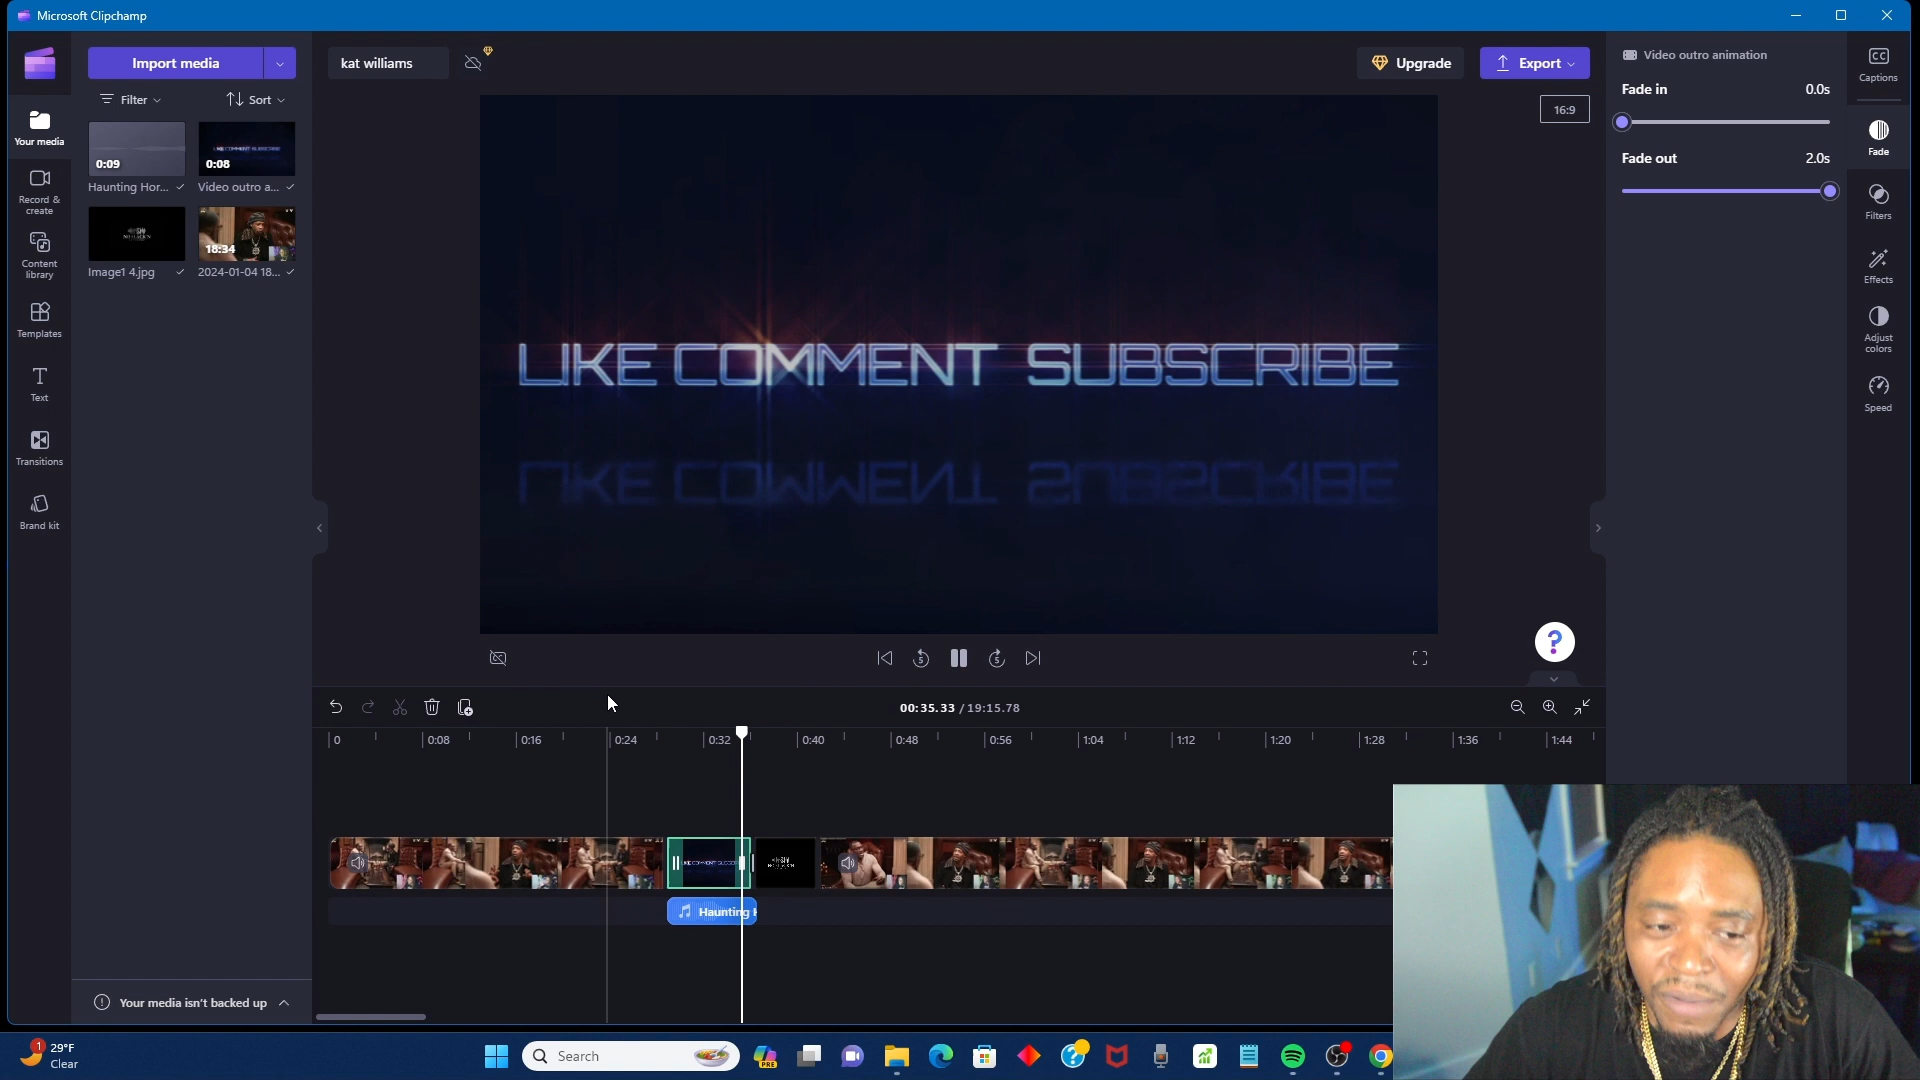 Microsoft Clipchamp
Import media
kat williams
Upgrade
Export
Video outro animation
Captions
Filter
Sort
16:9
Fade in
0.0s
Your media
0:09
0:08
Haunting Hor...
Video outro a...
Fade
Fade out
2.0s
Record & create
18:34
Image1 4.jpg
2024-01-04 18...
Filters
Content library
Effects
Templates
Adjust colors
LIKE COMMENT SUBSCRIBE
Text
Speed
Transitions
Brand kit
00:35.33 / 19:15.78
0
0:08
0:16
0:24
0:32
0:40
0:48
0:56
1:04
1:12
1:20
1:28
1:36
1:44
LIKE COMMENT SUBSC
Haunting H
Your media isn't backed up
1
29°F
Clear
Search
PRE